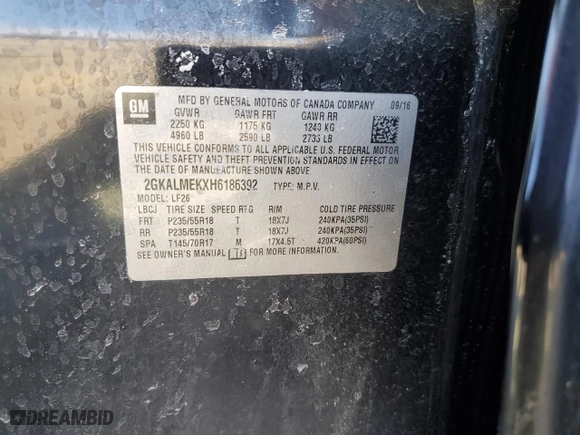 GM
MFD BY GENERAL MOTORS OF CANADA COMPANY 09/16
GVWR GAWR FRT GAWR RR
2250 KG 1175 KG 1240 KG
4960 LB 2590 LB 2733 LB
THIS VEHICLE CONFORMS TO ALL APPLICABLE U.S. FEDERAL MOTOR
VEHICLE SAFETY AND THEFT PREVENTION STANDARDS IN EFFECT ON
THE DATE OF MANUFACTURE SHOWN ABOVE.
2GKALMEKXH6186392 TYPE: M.P.V.
MODEL: LF26
LBCJ TIRE SIZE SPEED RTG RIM COLD TIRE PRESSURE
FRT P235/55R18 T 18X7J 240KPA(35PSI)
RR P235/55R18 T 18X7J 240KPA(35PSI)
SPA T145/70R17 M 17X4.5T 420KPA(60PSI)
SEE OWNER'S MANUAL FOR MORE INFORMATION.
DREAMBID